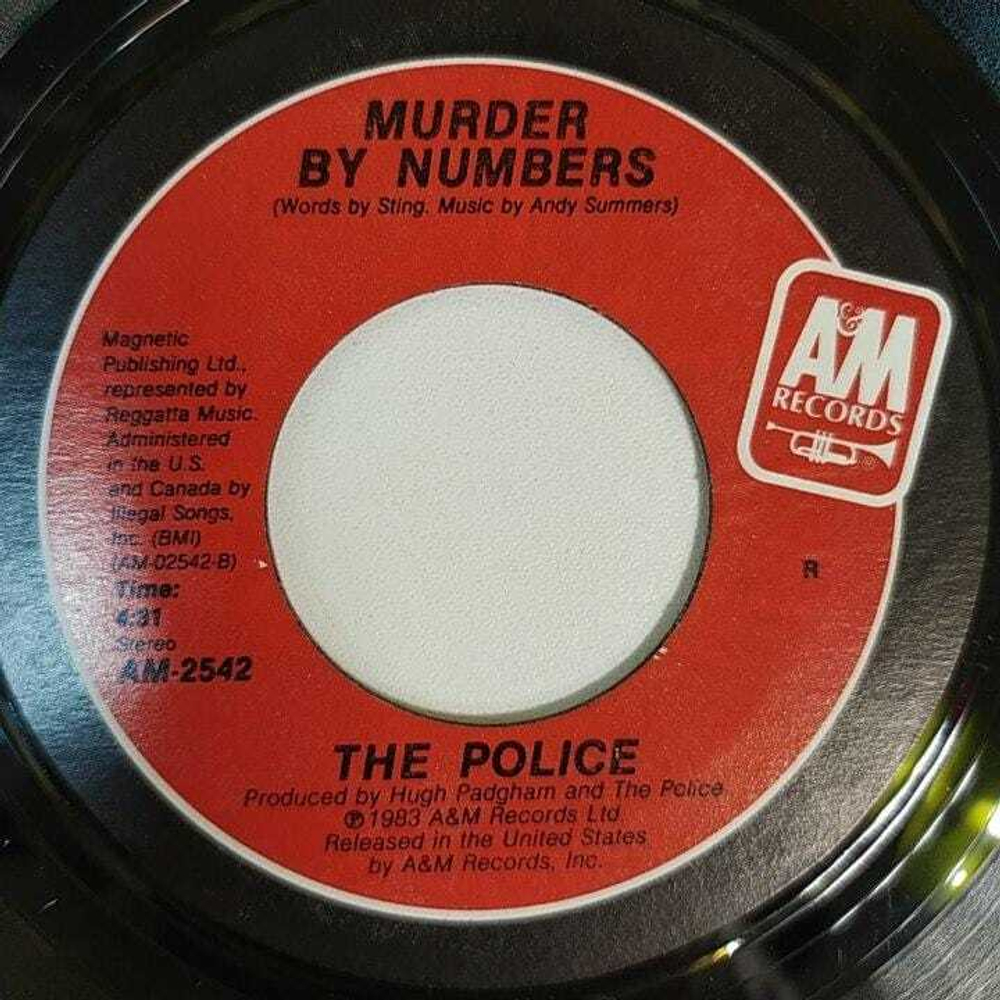 MURDER
BY NUMBERS
(Words by Sting. Music by Andy Summers)
A&M
RECORDS
Magnetic
Publishing Ltd.,
represented by
Reggatta Music.
Administered
in the U.S.
and Canada by
Illegal Songs,
Inc. (BMI)
(AM-02542-B)
Time:
4:31
Stereo
AM-2542
R
THE POLICE
Produced by Hugh Padgham and The Police
℗ 1983 A&M Records Ltd
Released in the United States
by A&M Records, Inc.